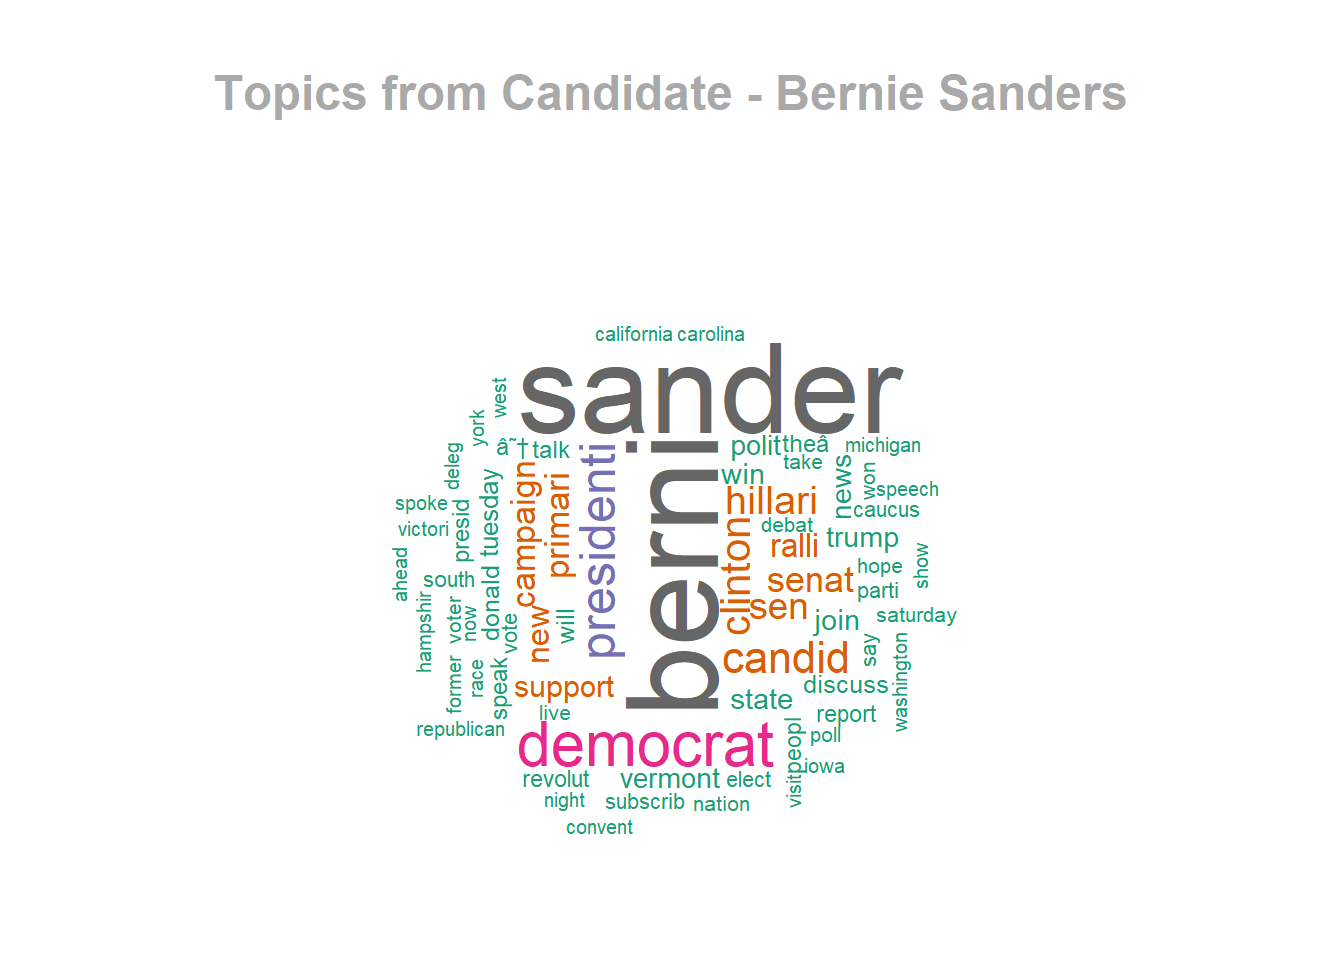 Topics from Candidate - Bernie Sanders
california carolina
sander
west
york
deleg
â˜†
talk
presidenti
berni
polit
theâ
michigan
take
win
news
won
speech
caucus
spoke
victori
presid
tuesday
campaign
primari
hillari
debat
clinton
ralli
trump
hope
show
ahead
south
donald
senat
parti
hampshir
voter
now
vote
new
will
sen
join
saturday
say
washington
candid
former
race
speak
support
state
discuss
live
report
republican
democrat
peopl
poll
iowa
visit
revolut
vermont
elect
night
subscrib
nation
convent